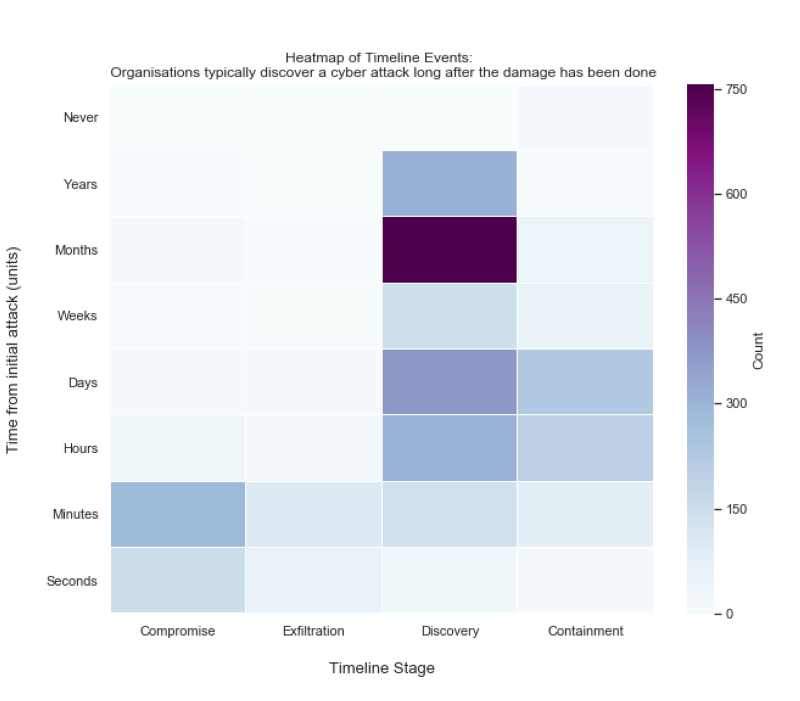 Heatmap of Timeline Events:
Organisations typically discover a cyber attack long after the damage has been done
Never
Years
Months
Weeks
Days
Hours
Minutes
Seconds
Time from initial attack (units)
Compromise
Exfiltration
Discovery
Containment
Timeline Stage
750
600
450
300
150
0
Count